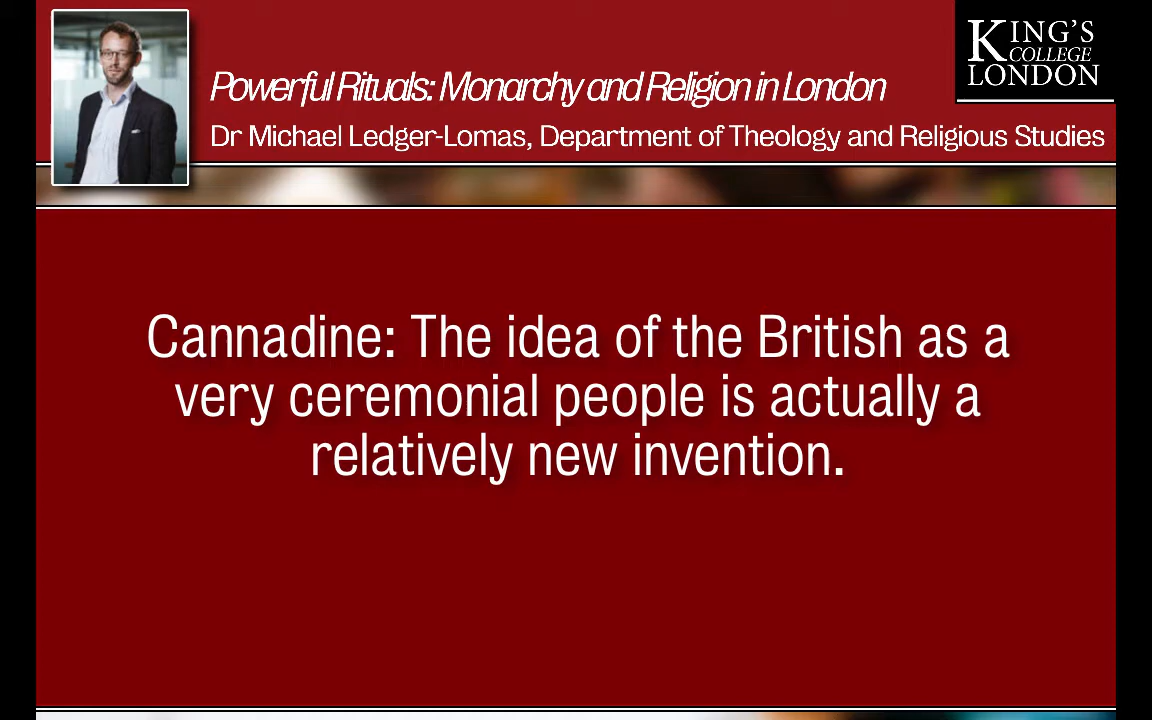 KING'S
COLLEGE
LONDON
Powerful Rituals: Monarchy and Religion in London
Dr Michael Ledger-Lomas, Department of Theology and Religious Studies
Cannadine: The idea of the British as a
very ceremonial people is actually a
relatively new invention.